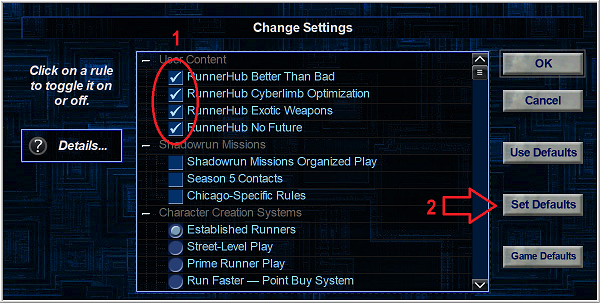 Change Settings
1
User Content
RunnerHub Better Than Bad
RunnerHub Cyberlimb Optimization
RunnerHub Exotic Weapons
RunnerHub No Future
Shadowrun Missions
Shadowrun Missions Organized Play
Season 5 Contacts
Chicago-Specific Rules
Character Creation Systems
Established Runners
Street-Level Play
Prime Runner Play
Run Faster — Point Buy System
Click on a rule
to toggle it on
or off.
? Details...
OK
Cancel
Use Defaults
2
Set Defaults
Game Defaults